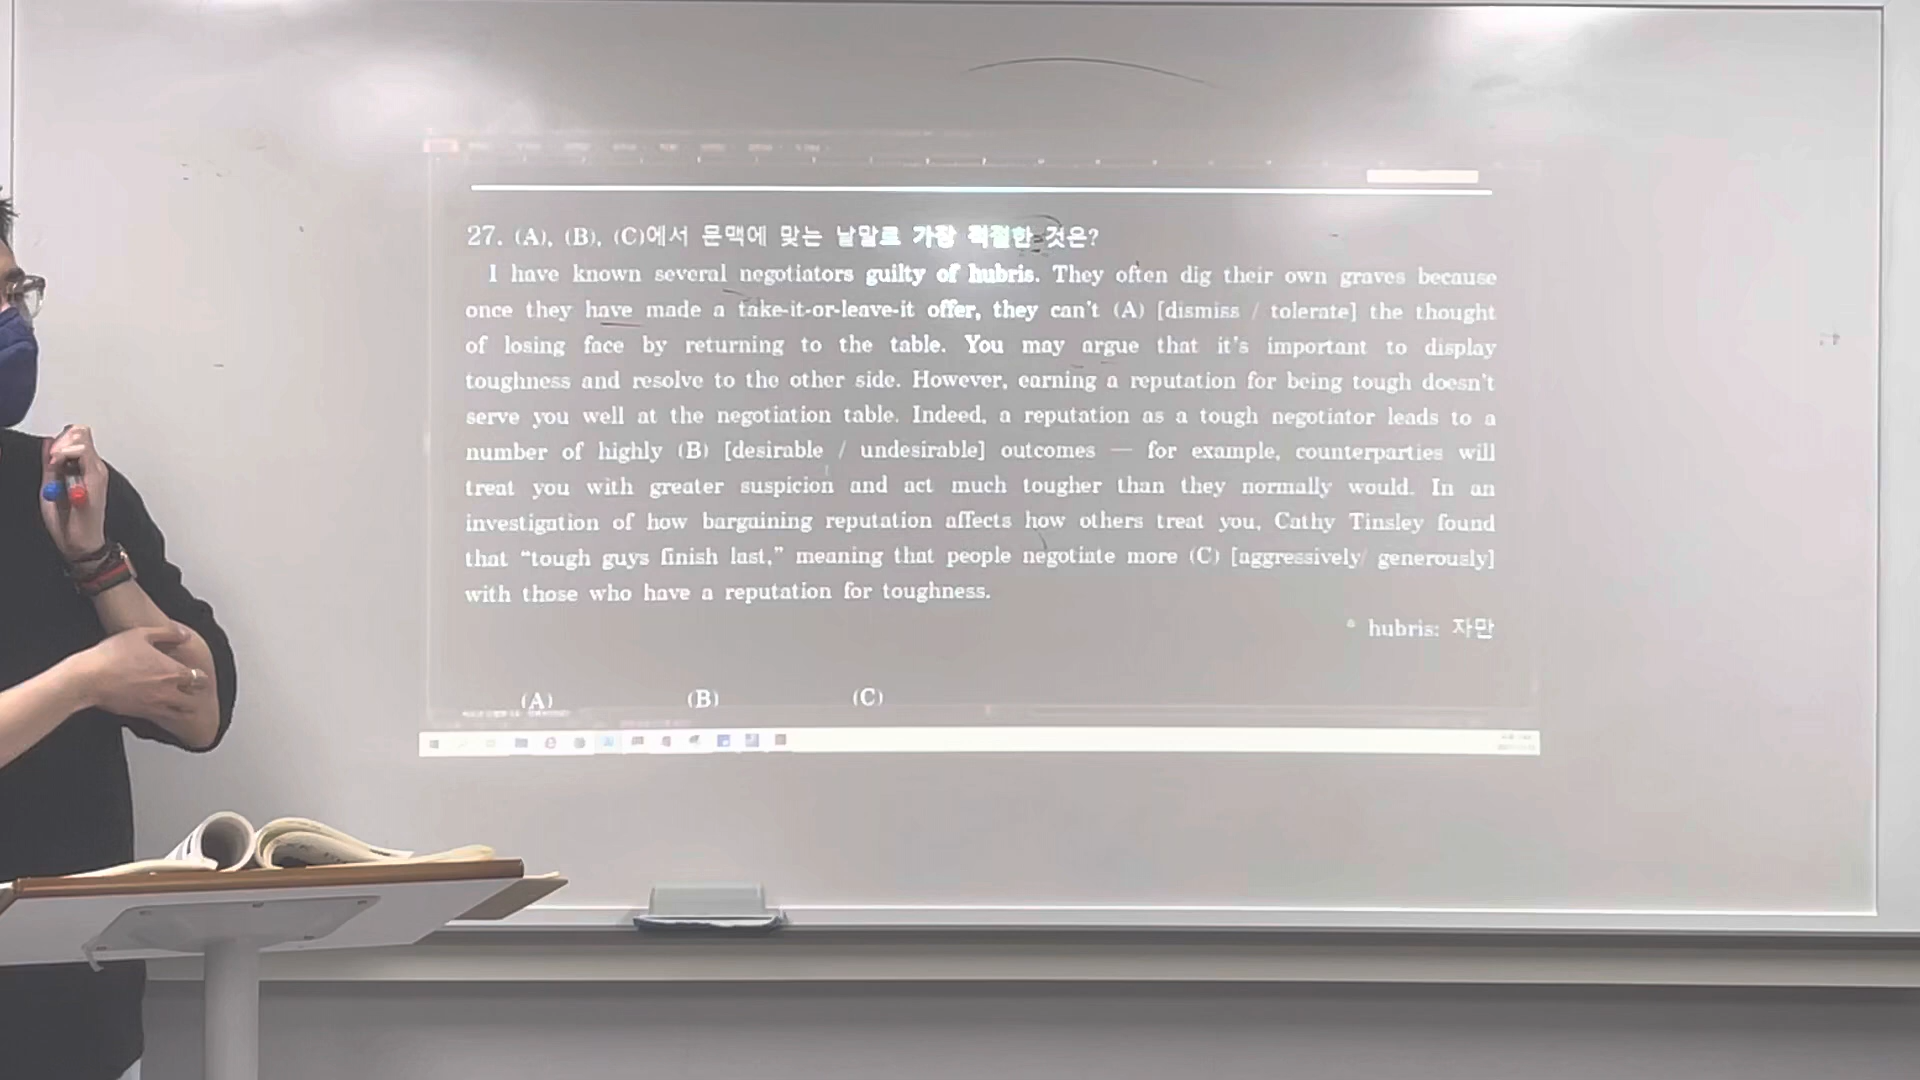 27. (A), (B), (C)에서 문맥에 맞는 낱말로 가장 적절한 것은?
I have known several negotiators guilty of hubris. They often dig their own graves because
once they have made a take-it-or-leave-it offer, they can't (A) [dismiss / tolerate] the thought
of losing face by returning to the table. You may argue that it's important to display
toughness and resolve to the other side. However, earning a reputation for being tough doesn't
serve you well at the negotiation table. Indeed, a reputation as a tough negotiator leads to a
number of highly (B) [desirable / undesirable] outcomes — for example, counterparties will
treat you with greater suspicion and act much tougher than they normally would. In an
investigation of how bargaining reputation affects how others treat you, Cathy Tinsley found
that “tough guys finish last,” meaning that people negotiate more (C) [aggressively/ generously]
with those who have a reputation for toughness.
* hubris: 자만
(A) (B) (C)